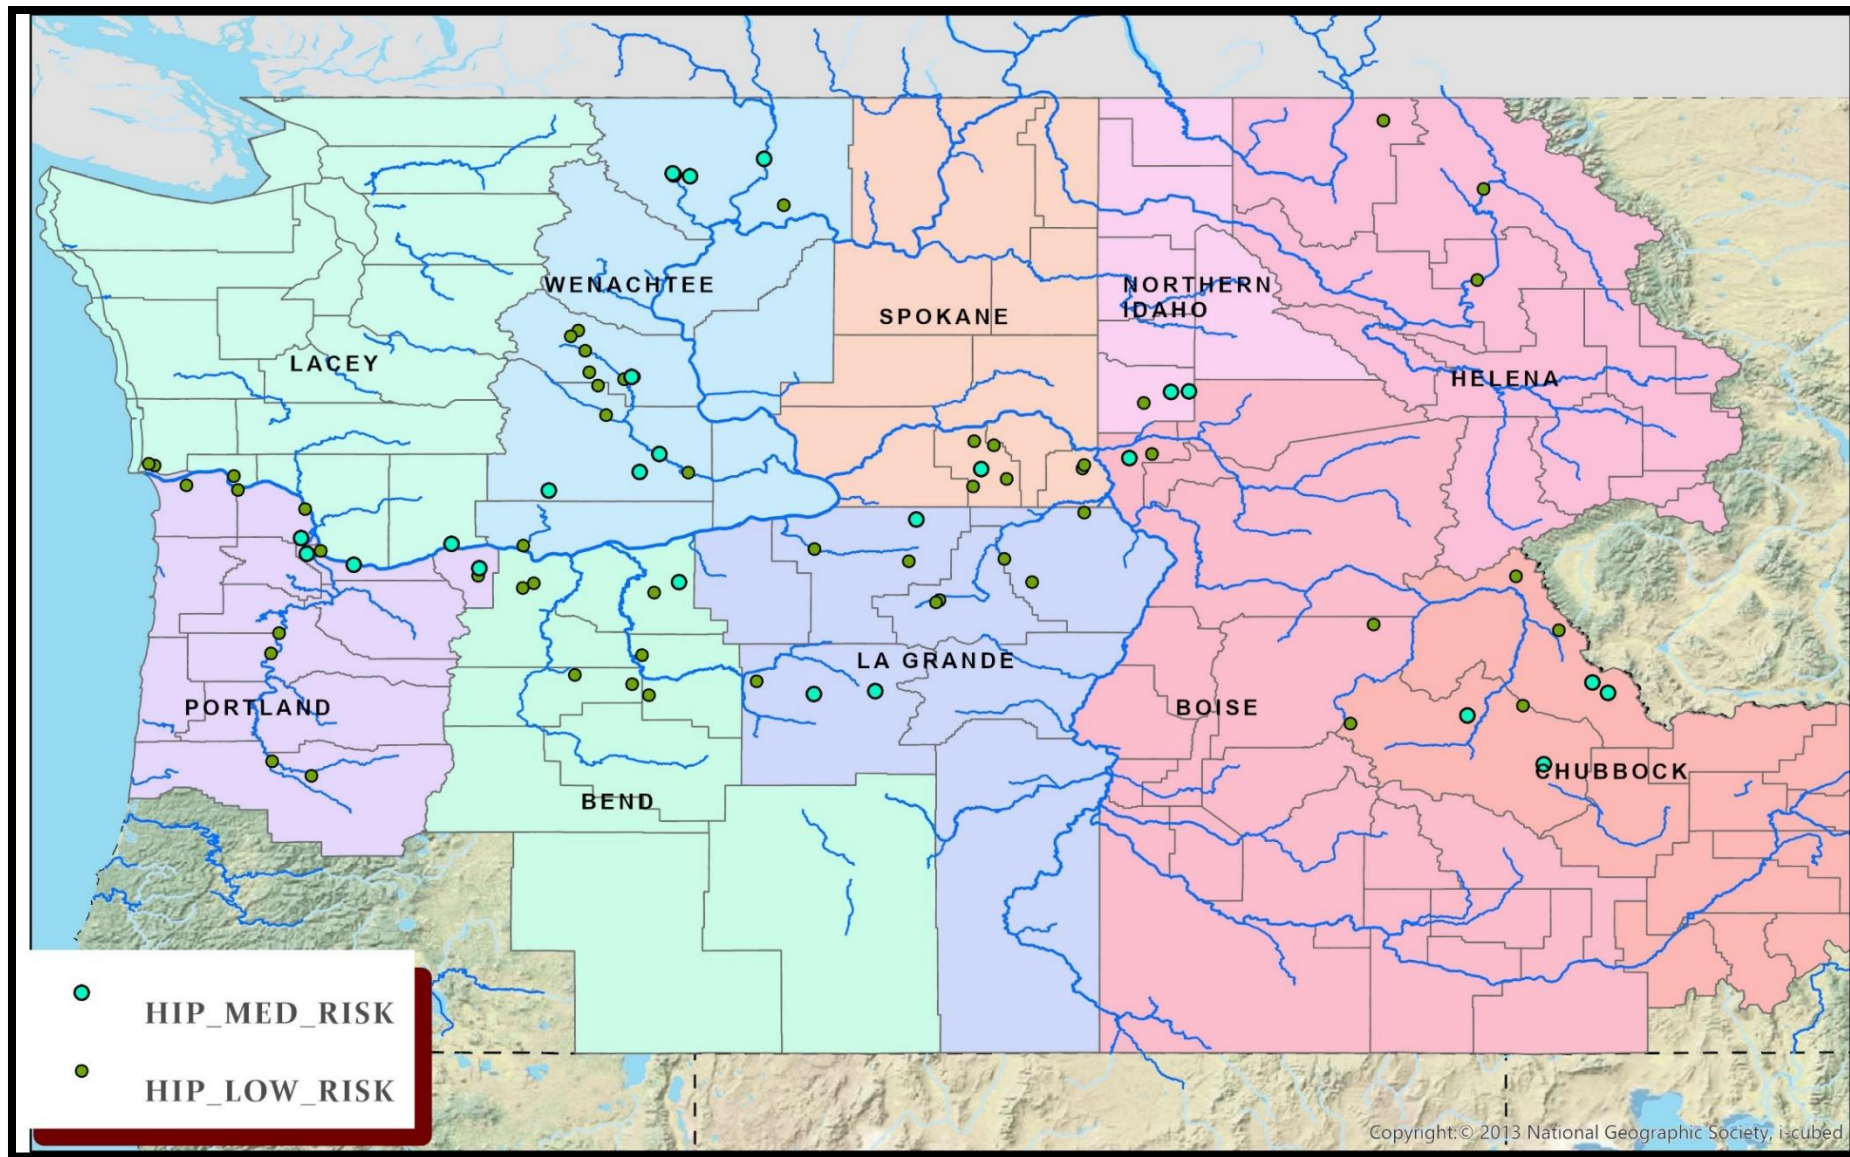 WENACHTEE
NORTHERN
IDAHO
SPOKANE
LACEY
HELENA
LA GRANDE
PORTLAND
BOISE
CHUBBOCK
BEND
HIP_MED_RISK
HIP_LOW_RISK
Copyright:© 2013 National Geographic Society, i-cubed